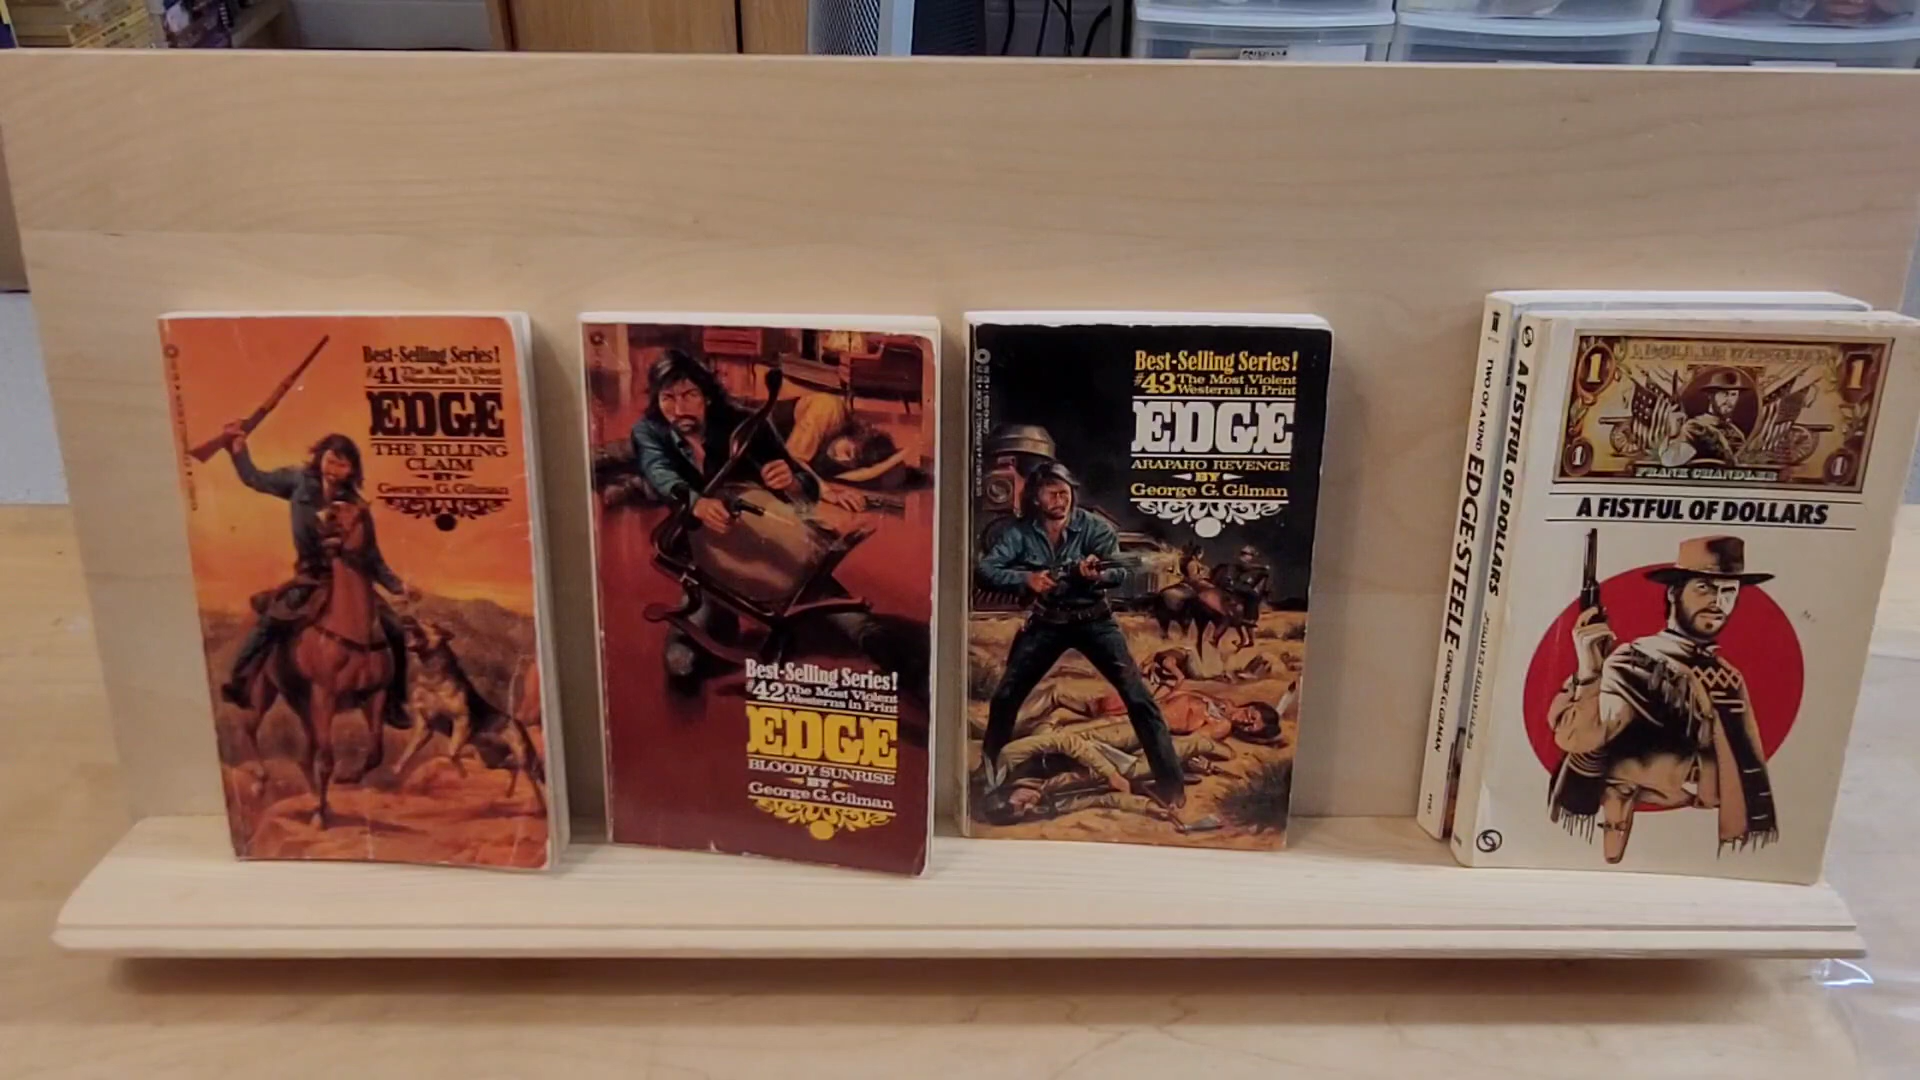 Best-Selling Series!
#41 The Most Violent
Westerns in Print
EDGE
THE KILLING
CLAIM
BY
George G. Gilman
Best-Selling Series!
#42 The Most Violent
Westerns in Print
EDGE
BLOODY SUNRISE
BY
George G. Gilman
Best-Selling Series!
#43 The Most Violent
Westerns in Print
EDGE
ARAPAHO REVENGE
BY
George G. Gilman
TWO OF A KIND EDGE·STEELE GEORGE G. GILMAN
A FISTFUL OF DOLLARS
1 1
FRANK CHANDLER
1 1
A FISTFUL OF DOLLARS